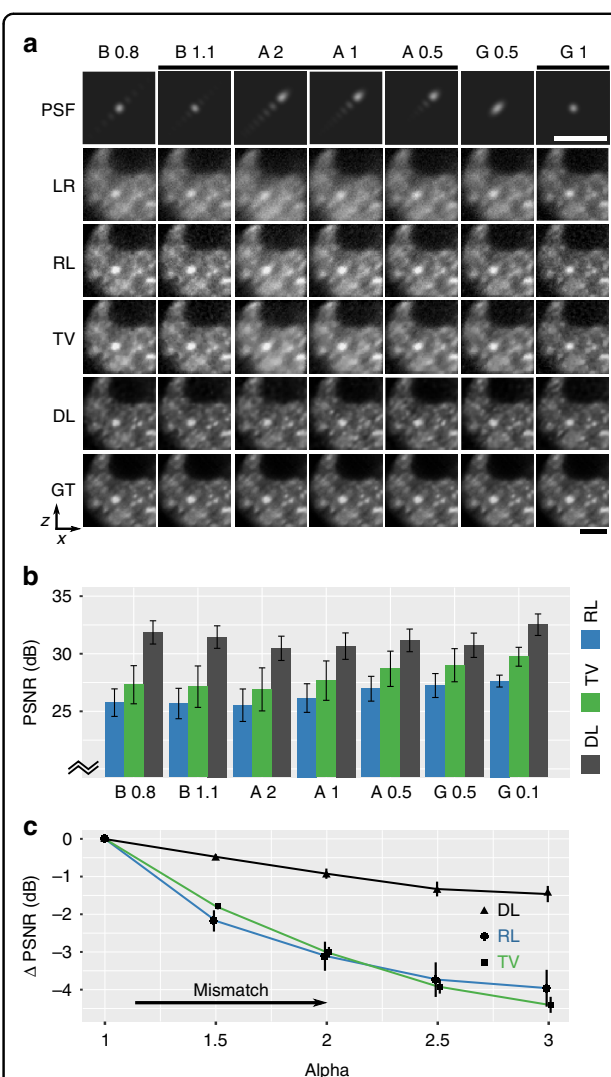 a
B 0.8 B 1.1 A 2 A 1 A 0.5 G 0.5 G 1
PSF
LR
RL
TV
DL
GT
z
x
b
PSNR (dB)
35
30
25
B 0.8 B 1.1 A 2 A 1 A 0.5 G 0.5 G 0.1
RL
TV
DL
c
Δ PSNR (dB)
0
−1
−2
−3
−4
DL
RL
TV
Mismatch
1 1.5 2 2.5 3
Alpha